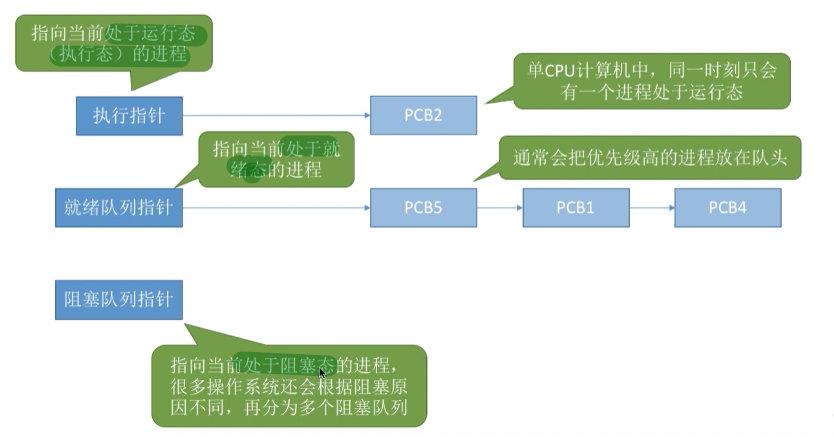 指向当前处于运行态
（执行态）的进程
单CPU计算机中，同一时刻只会
有一个进程处于运行态
执行指针
PCB2
指向当前处于就
绪态的进程
通常会把优先级高的进程放在队头
就绪队列指针
PCB5
PCB1
PCB4
阻塞队列指针
指向当前处于阻塞态的进程，
很多操作系统还会根据阻塞原
因不同，再分为多个阻塞队列